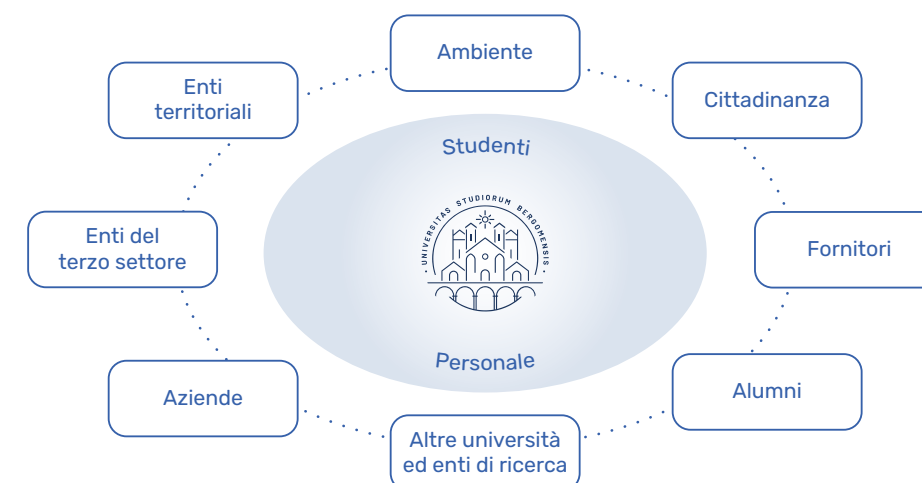 Ambiente
Enti
territoriali
Cittadinanza
Studenti
UNIVERSITAS STUDIORUM BERGOMENSIS
Enti del
terzo settore
Fornitori
Personale
Aziende
Alumni
Altre università
ed enti di ricerca